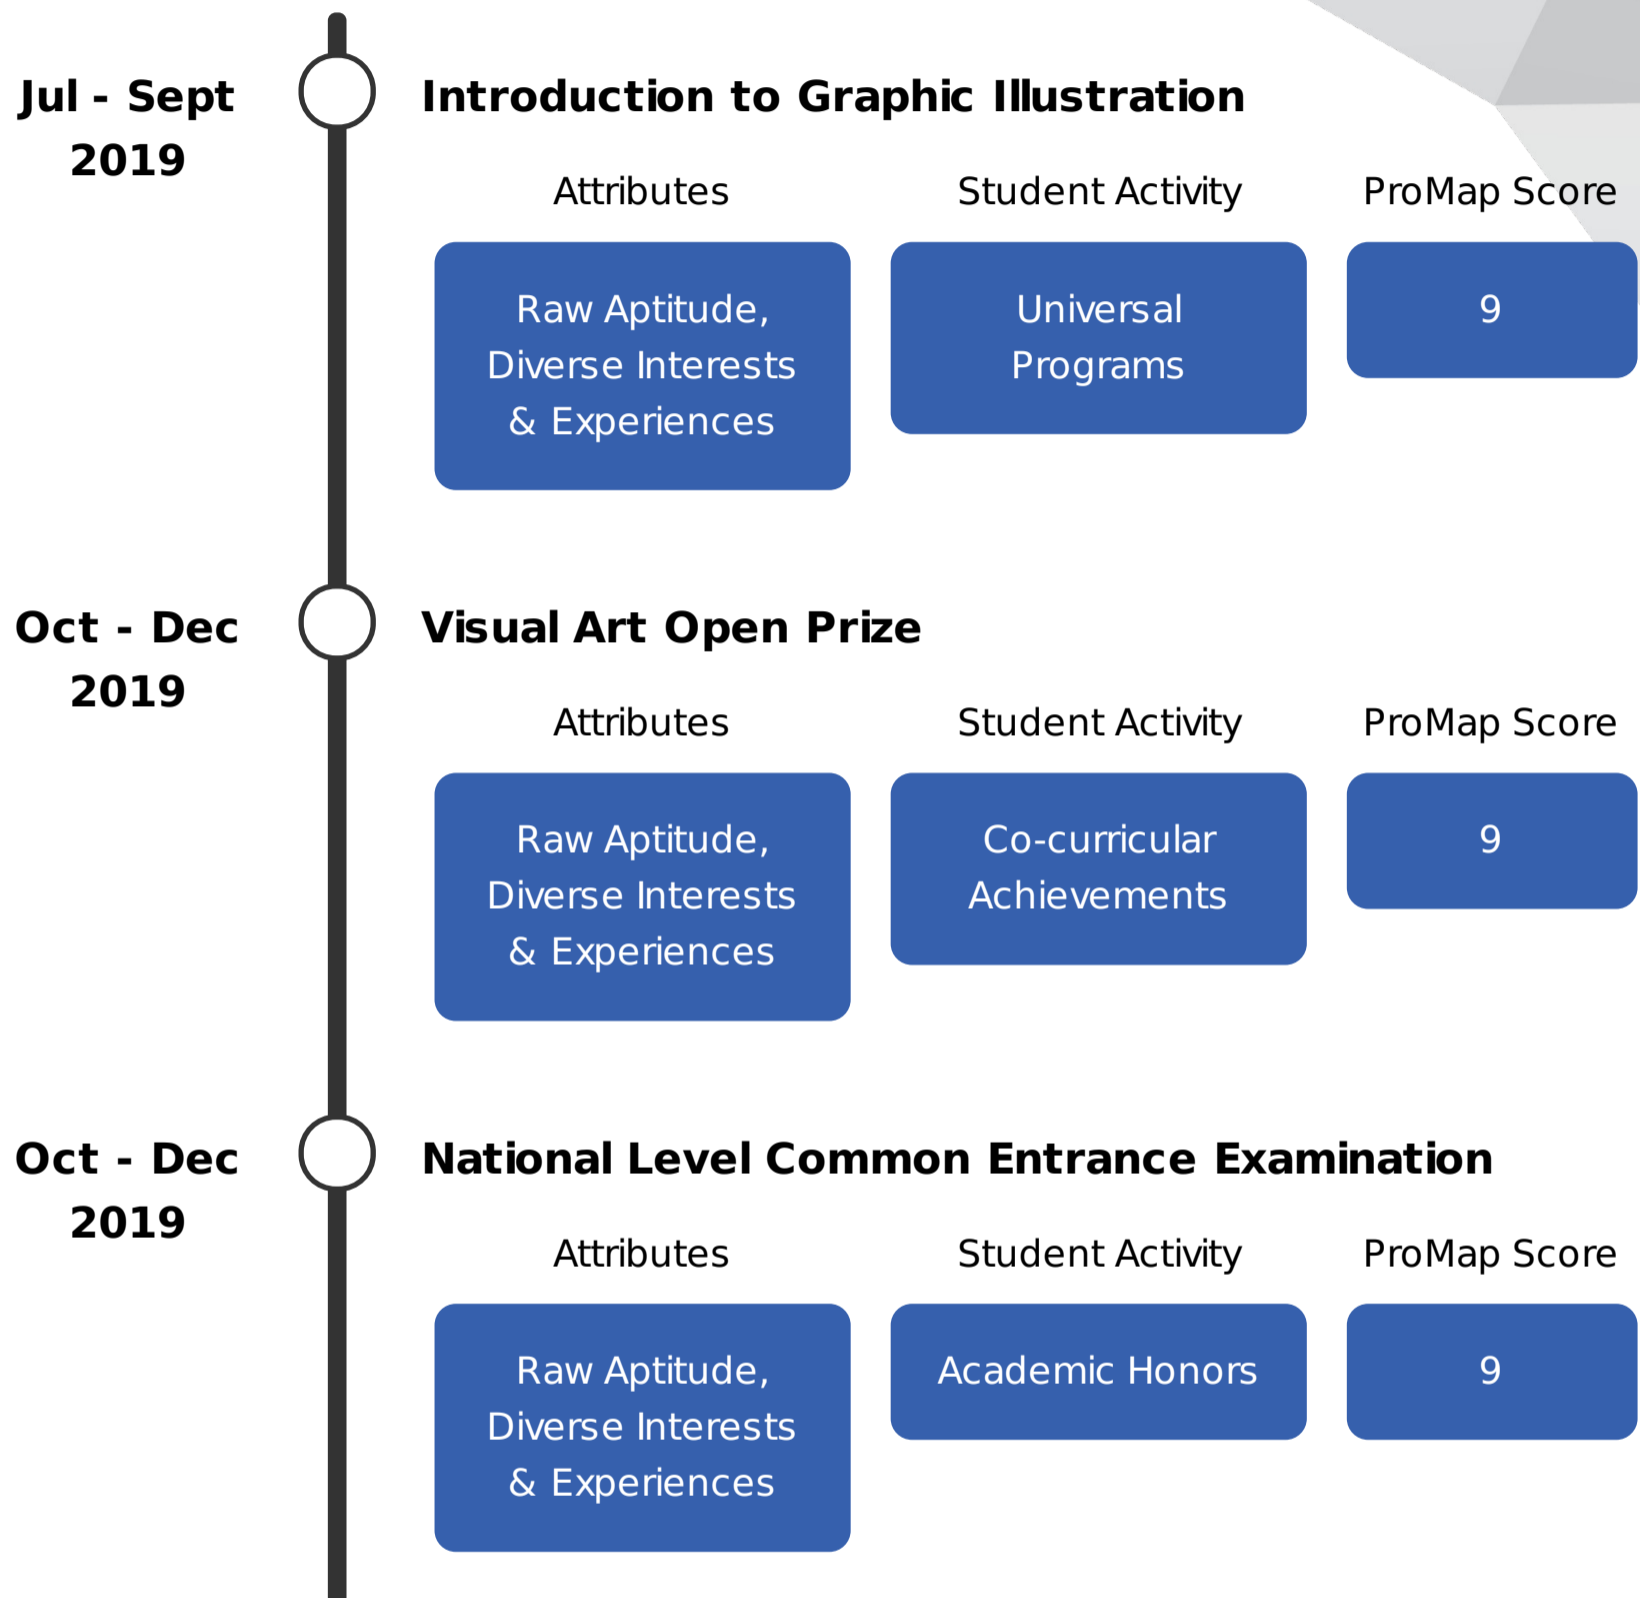 Jul - Sept
2019
Introduction to Graphic Illustration
Attributes
Student Activity
ProMap Score
Raw Aptitude,
Diverse Interests
& Experiences
Universal
Programs
9
Oct - Dec
2019
Visual Art Open Prize
Attributes
Student Activity
ProMap Score
Raw Aptitude,
Diverse Interests
& Experiences
Co-curricular
Achievements
9
Oct - Dec
2019
National Level Common Entrance Examination
Attributes
Student Activity
ProMap Score
Raw Aptitude,
Diverse Interests
& Experiences
Academic Honors
9